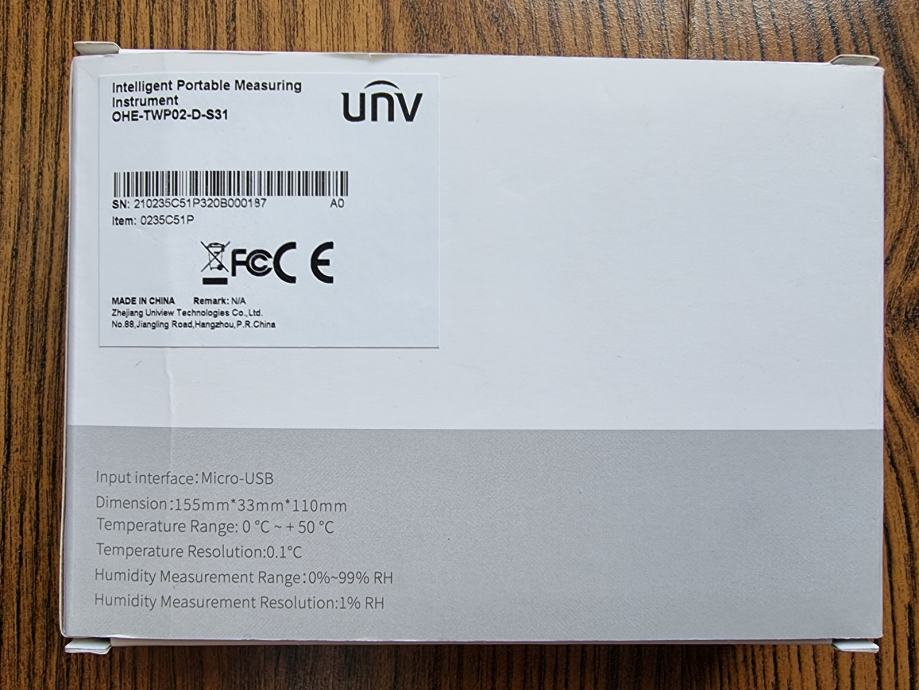 Intelligent Portable Measuring
Instrument
OHE-TWP02-D-S31
unv
SN: 210235C51P320B000187 A0
Item: 0235C51P
FCC CE
MADE IN CHINA Remark: N/A
Zhejiang Uniview Technologies Co.,Ltd.
No.88,Jiangling Road,Hangzhou,P.R.China
Input interface:Micro-USB
Dimension:155mm*33mm*110mm
Temperature Range: 0 °C ~ + 50 °C
Temperature Resolution:0.1°C
Humidity Measurement Range:0%~99% RH
Humidity Measurement Resolution:1% RH